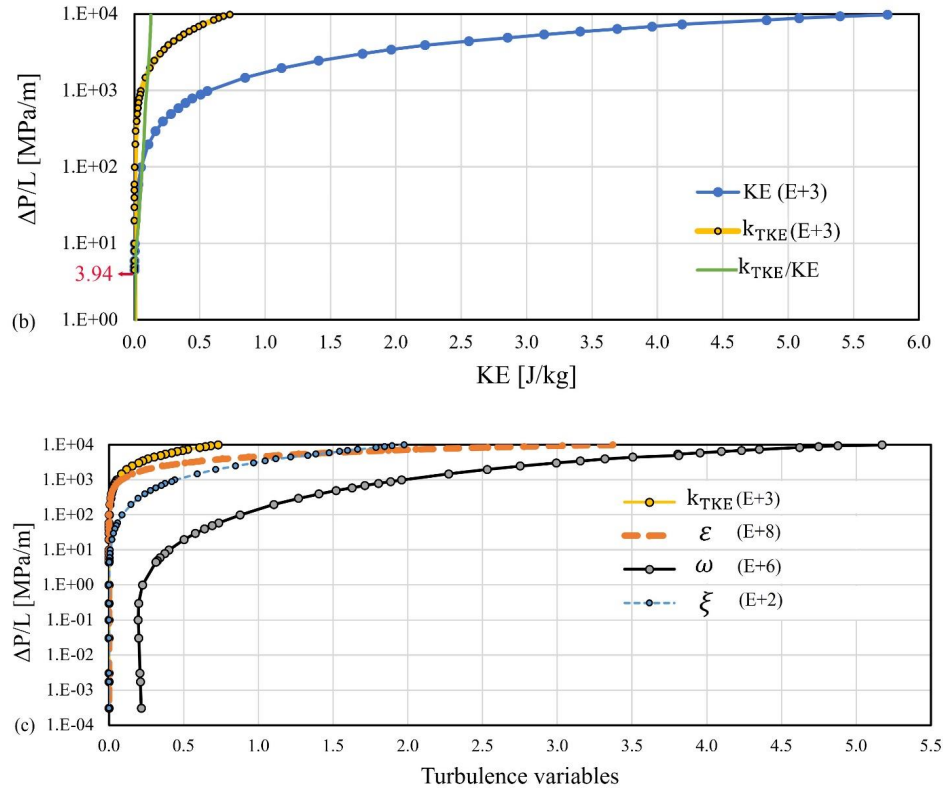 1.E+04
1.E+03
1.E+02
1.E+01
3.94
1.E+00
ΔP/L [MPa/m]
KE (E+3)
k_TKE (E+3)
k_TKE/KE
(b)
0.0 0.5 1.0 1.5 2.0 2.5 3.0 3.5 4.0 4.5 5.0 5.5 6.0
KE [J/kg]
1.E+04
1.E+03
1.E+02
1.E+01
1.E+00
1.E-01
1.E-02
1.E-03
1.E-04
ΔP/L [MPa/m]
k_TKE (E+3)
ε (E+8)
ω (E+6)
ξ (E+2)
(c)
0.0 0.5 1.0 1.5 2.0 2.5 3.0 3.5 4.0 4.5 5.0 5.5
Turbulence variables